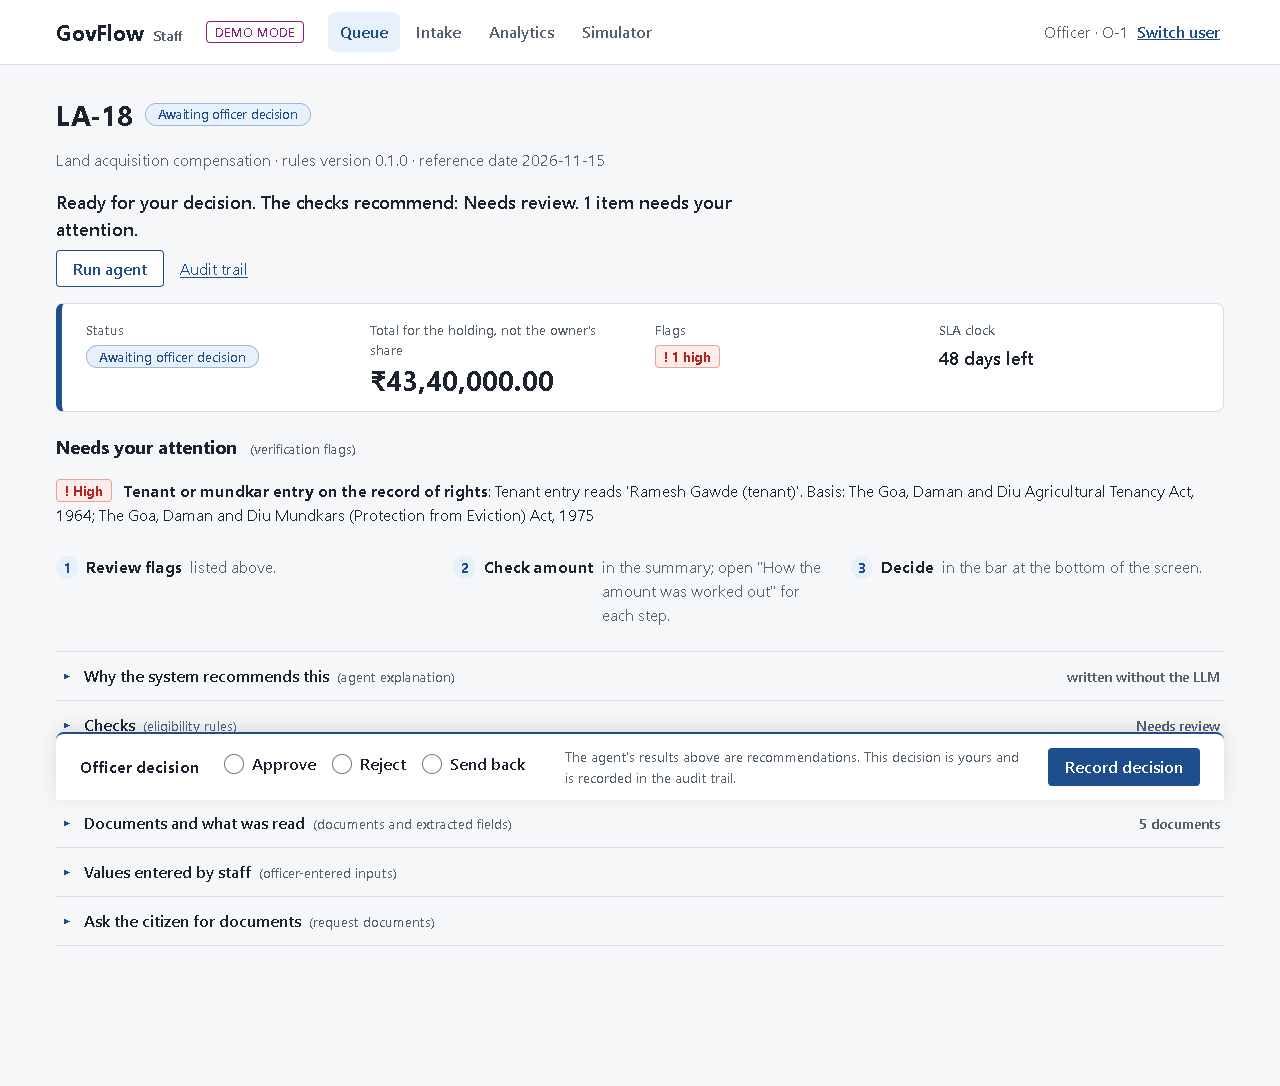 GovFlow Staff DEMO MODE Queue Intake Analytics Simulator Officer · O-1 Switch user
LA-18 Awaiting officer decision
Land acquisition compensation · rules version 0.1.0 · reference date 2026-11-15
Ready for your decision. The checks recommend: Needs review. 1 item needs your
attention.
Run agent Audit trail
Status
Awaiting officer decision
Total for the holding, not the owner's
share
₹43,40,000.00
Flags
! 1 high
SLA clock
48 days left
Needs your attention (verification flags)
! High Tenant or mundkar entry on the record of rights: Tenant entry reads 'Ramesh Gawde (tenant)'. Basis: The Goa, Daman and Diu Agricultural Tenancy Act,
1964; The Goa, Daman and Diu Mundkars (Protection from Eviction) Act, 1975
1 Review flags listed above.
2 Check amount in the summary; open "How the
amount was worked out" for
each step.
3 Decide in the bar at the bottom of the screen.
Why the system recommends this (agent explanation) written without the LLM
Checks (eligibility rules) Needs review
Officer decision Approve Reject Send back
The agent's results above are recommendations. This decision is yours and
is recorded in the audit trail.
Record decision
Documents and what was read (documents and extracted fields) 5 documents
Values entered by staff (officer-entered inputs)
Ask the citizen for documents (request documents)